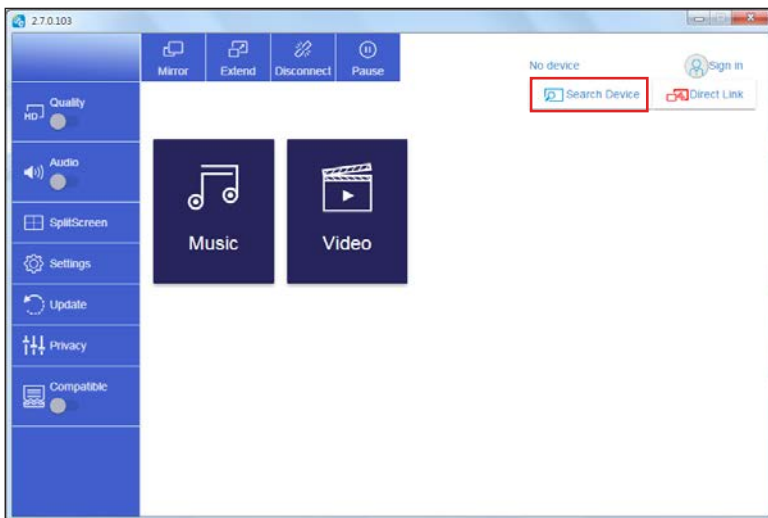 2.7.0.103
Mirror Extend Disconnect Pause
No device Sign in
Search Device Direct Link
HD Quality
Audio
SplitScreen
Settings
Update
Privacy
Compatible
Music Video